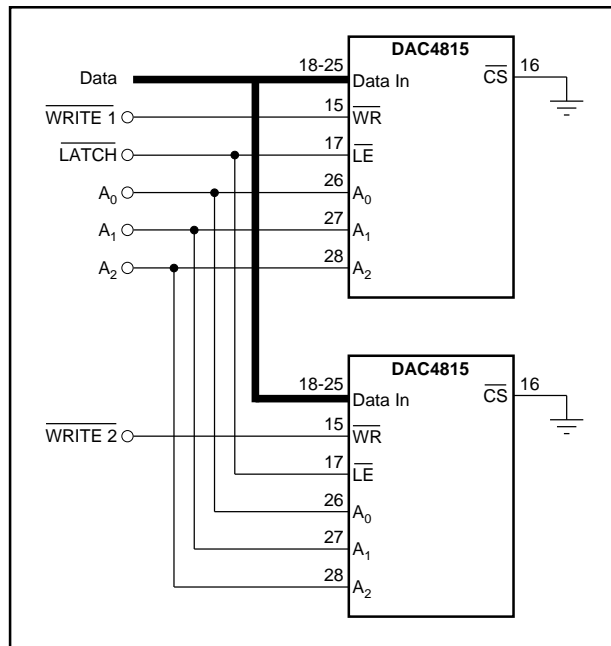 DAC4815
18-25
Data
Data In
CS
16
WRITE 1
15
WR
LATCH
17
LE
A0
26
A0
A1
27
A1
A2
28
A2
DAC4815
18-25
Data In
CS
16
WRITE 2
15
WR
17
LE
26
A0
27
A1
28
A2